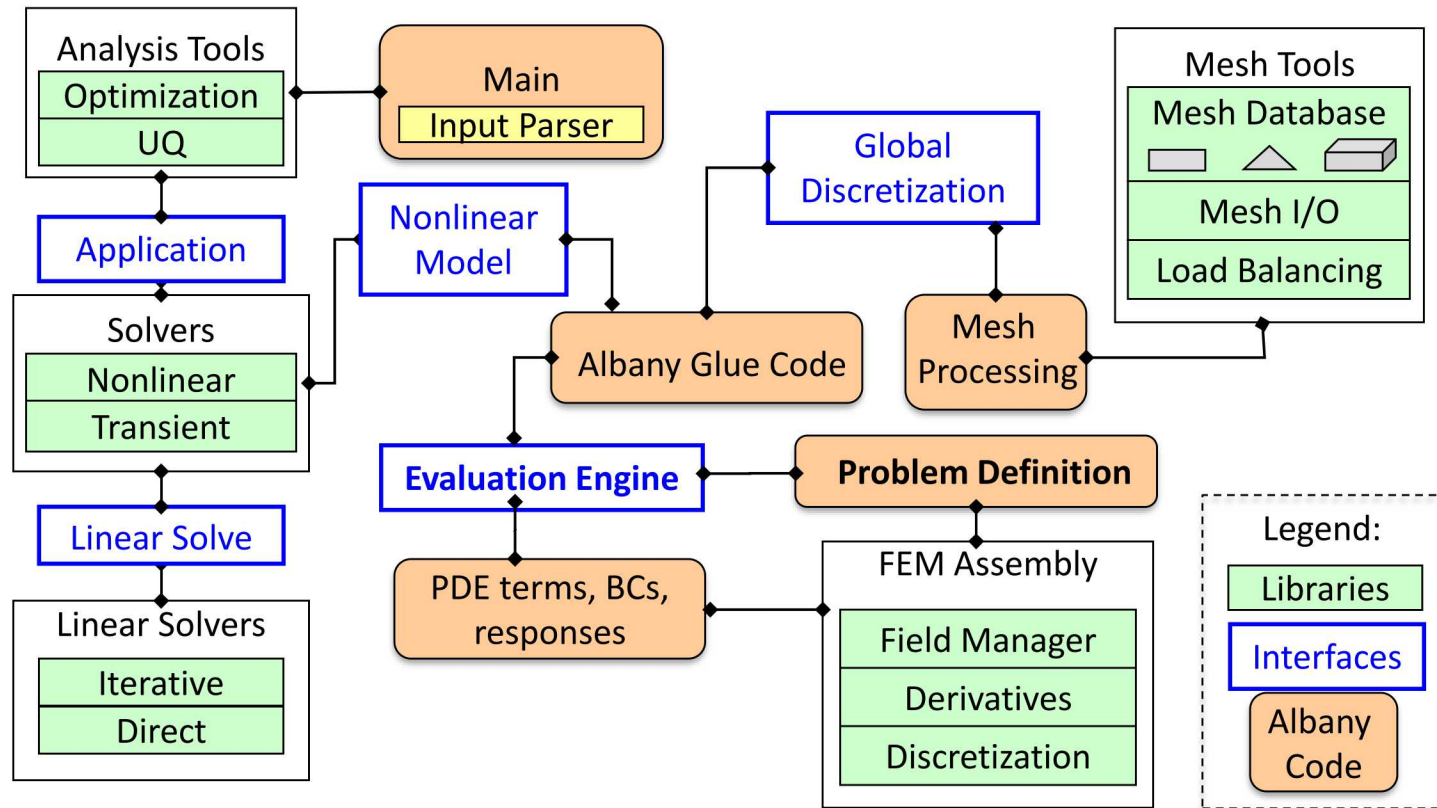 Analysis Tools
Optimization
UQ
Main
Input Parser
Mesh Tools
Mesh Database
Mesh I/O
Load Balancing
Global
Discretization
Nonlinear
Model
Application
Solvers
Nonlinear
Transient
Albany Glue Code
Mesh
Processing
Evaluation Engine
Problem Definition
Linear Solve
Linear Solvers
Iterative
Direct
PDE terms, BCs,
responses
FEM Assembly
Field Manager
Derivatives
Discretization
Legend:
Libraries
Interfaces
Albany
Code